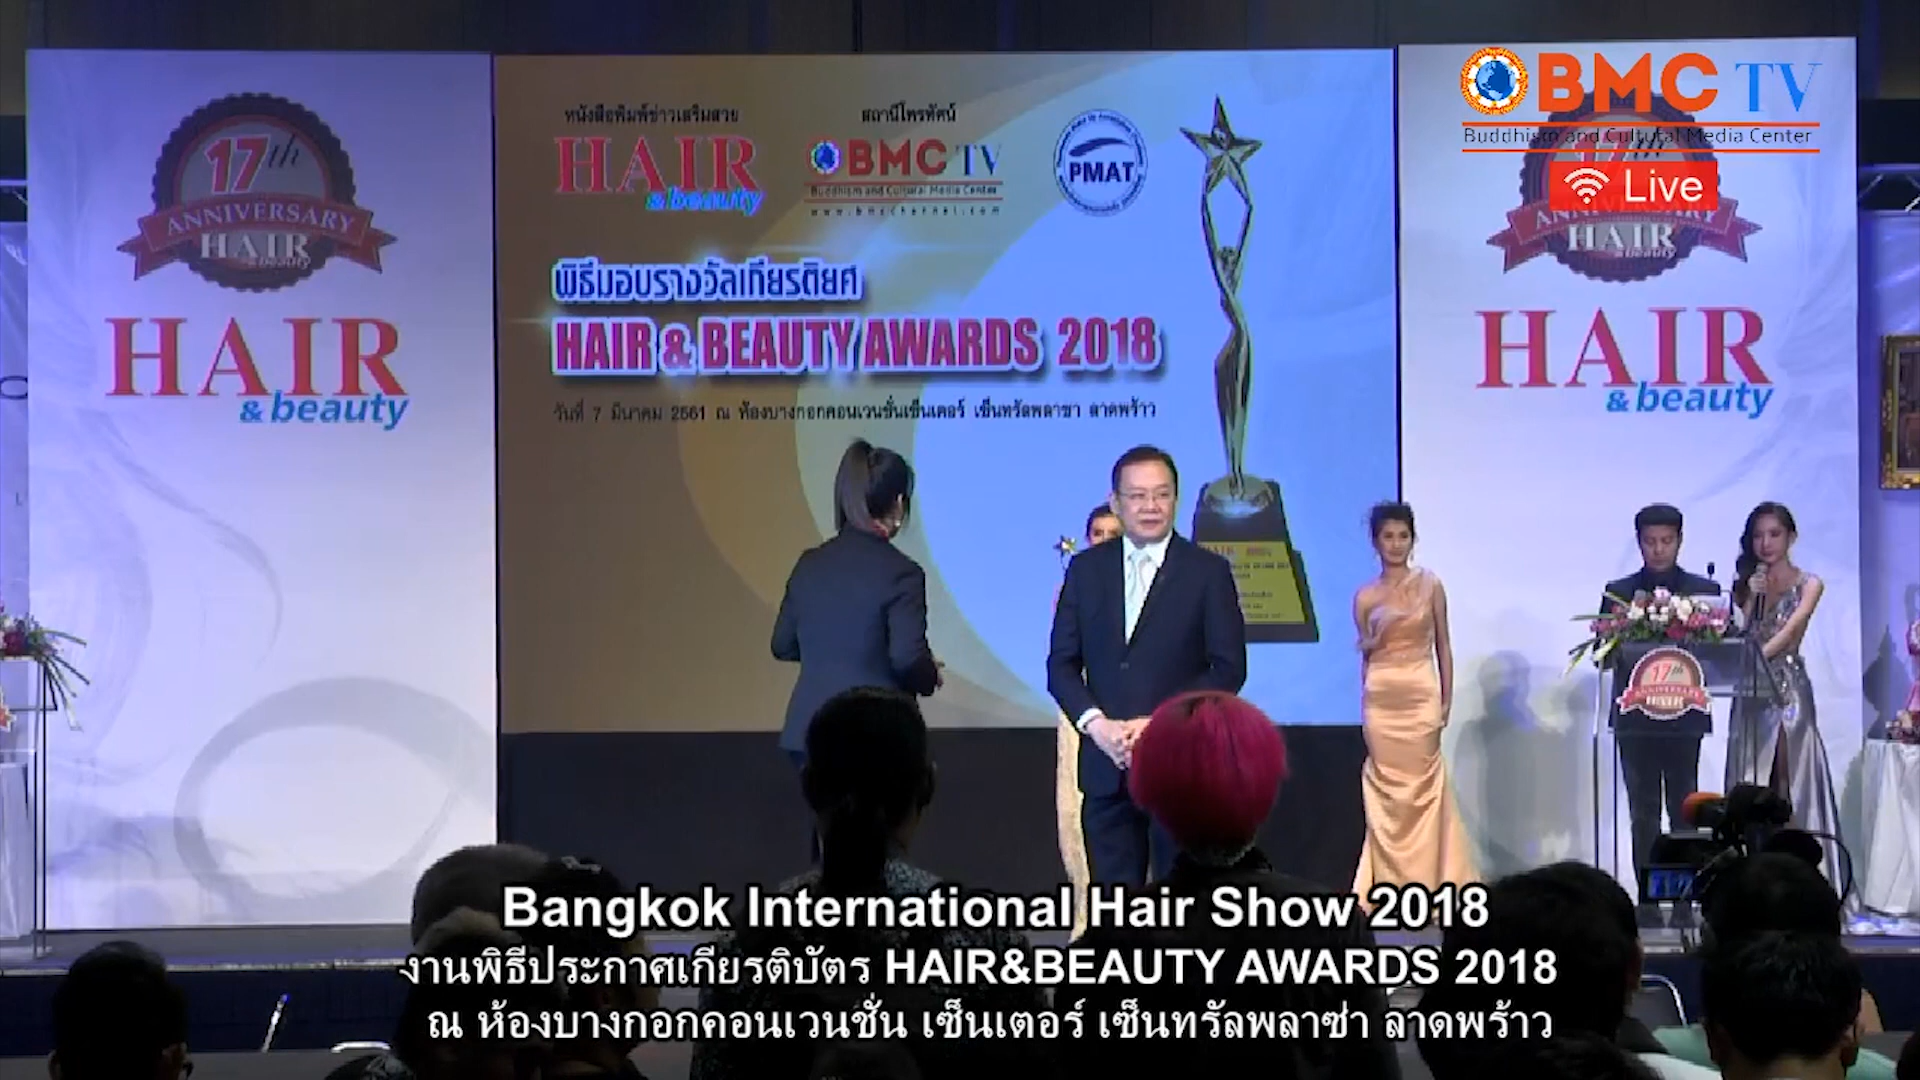 BMC TV
Buddhism and Cultural Media Center
Live
17th
ANNIVERSARY
HAIR
& beauty
HAIR
& beauty
หนังสือพิมพ์ข่าวเสริมสวย
HAIR
& beauty
สถานีโทรทัศน์
BMC TV
Buddhism and Cultural Media Center
www.bmcchannel.com
PMAT
พิธีมอบรางวัลเกียรติยศ
HAIR & BEAUTY AWARDS 2018
วันที่ 7 มีนาคม 2561 ณ ห้องบางกอกคอนเวนชั่นเซ็นเตอร์ เซ็นทรัลพลาซา ลาดพร้าว
17th
ANNIVERSARY
HAIR
& beauty
HAIR
& beauty
17th
ANNIVERSARY
HAIR
Bangkok International Hair Show 2018
งานพิธีประกาศเกียรติบัตร HAIR&BEAUTY AWARDS 2018
ณ ห้องบางกอกคอนเวนชั่น เซ็นเตอร์ เซ็นทรัลพลาซ่า ลาดพร้าว